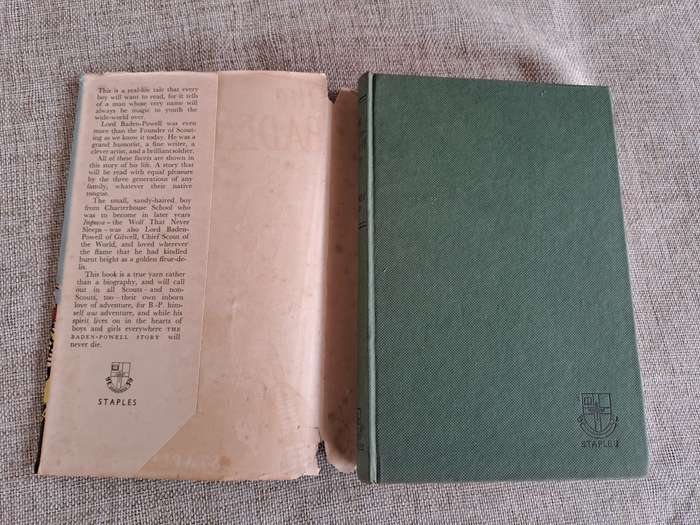 This is a real-life tale that every
boy will want to read, for it tells
of a man whose very name will
always be magic to youth the
wide-world over.
Lord Baden-Powell was even
more than the Founder of Scout-
ing as we know it today. He was a
grand humorist, a fine writer, a
clever artist, and a brilliant soldier.
All of these facets are shown in
this story of his life. A story that
will be read with equal pleasure
by the three generations of any
family, whatever their native
tongue.
The small, sandy-haired boy
from Charterhouse School who
was to become in later years
Impeesa – the Wolf That Never
Sleeps – was also Lord Baden-
Powell of Gilwell, Chief Scout of
the World, and loved wherever
the flame that he had kindled
burnt bright as a golden fleur-de-
lis.
This book is a true yarn rather
than a biography, and will call
out in all Scouts – and non-
Scouts, too – their own inborn
love of adventure, for B.-P. him-
self was adventure, and while his
spirit lives on in the hearts of
boys and girls everywhere THE
BADEN-POWELL STORY will
never die.
STAPLES
STAPLES